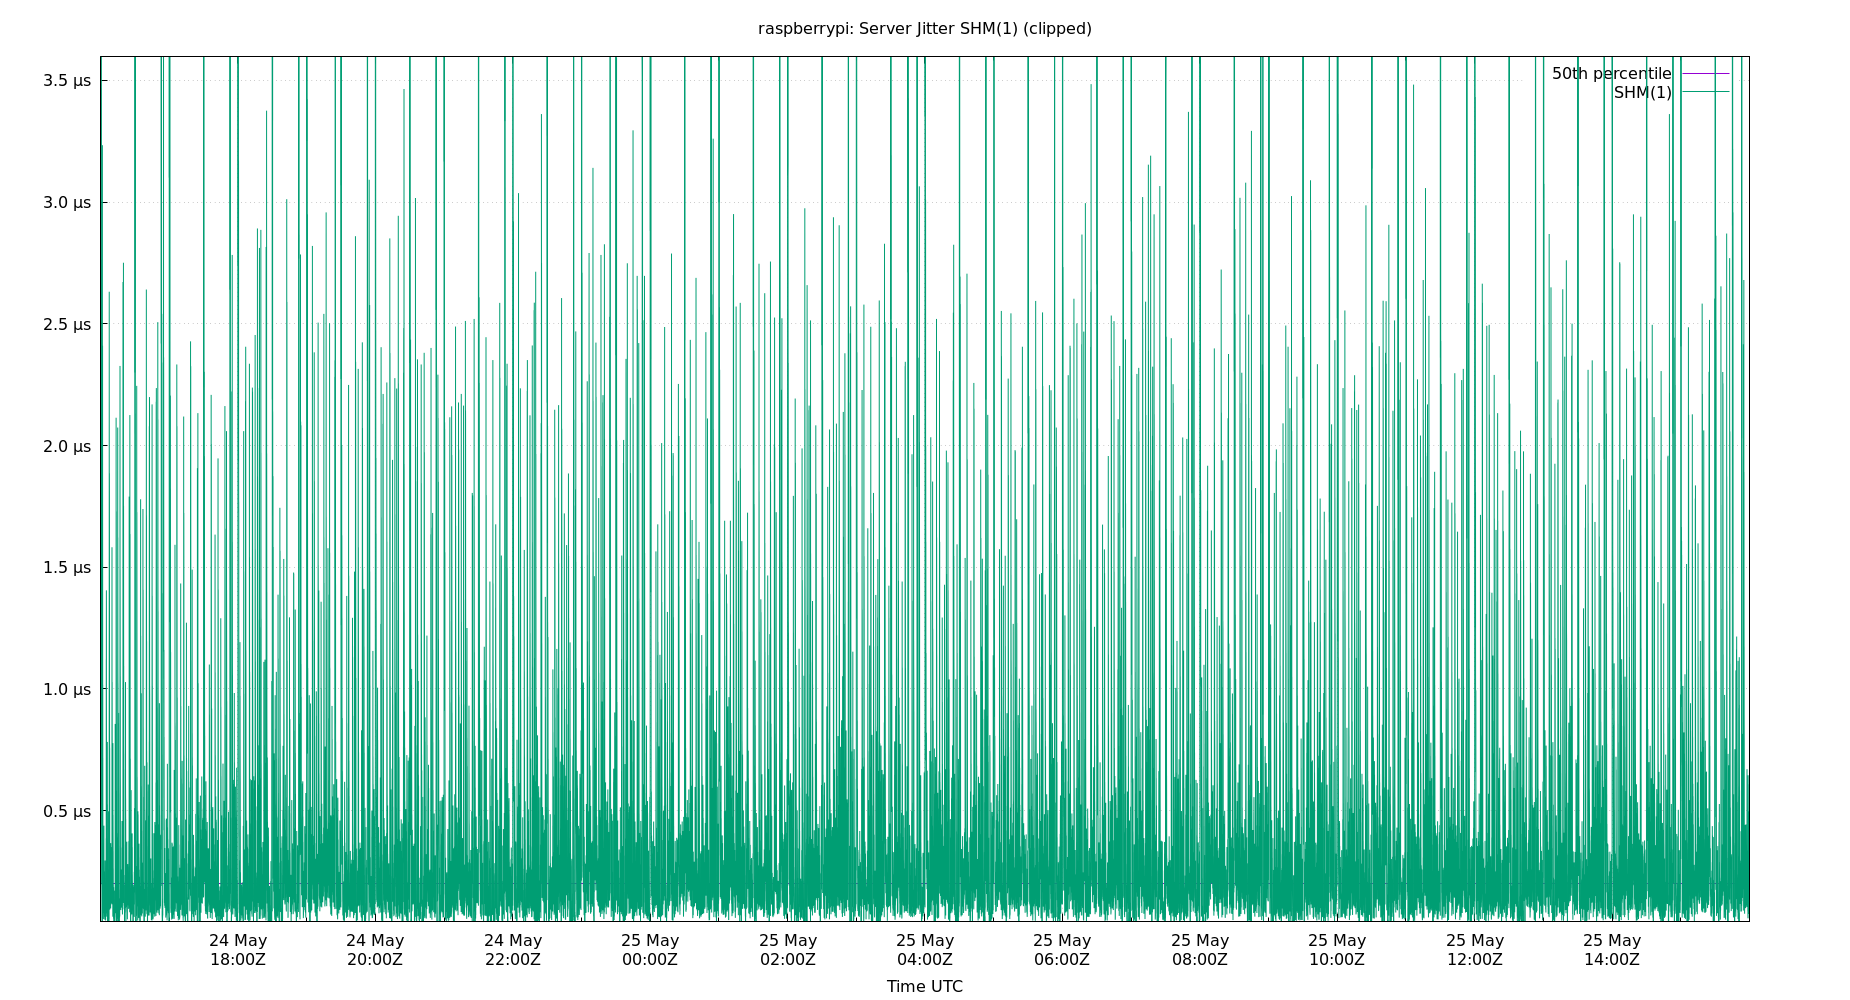 raspberrypi: Server Jitter SHM(1) (clipped)
3.5 µs
3.0 µs
2.5 µs
2.0 µs
1.5 µs
1.0 µs
0.5 µs
50th percentile
SHM(1)
24 May 24 May 24 May 25 May 25 May 25 May 25 May 25 May 25 May 25 May 25 May
18:00Z 20:00Z 22:00Z 00:00Z 02:00Z 04:00Z 06:00Z 08:00Z 10:00Z 12:00Z 14:00Z
Time UTC